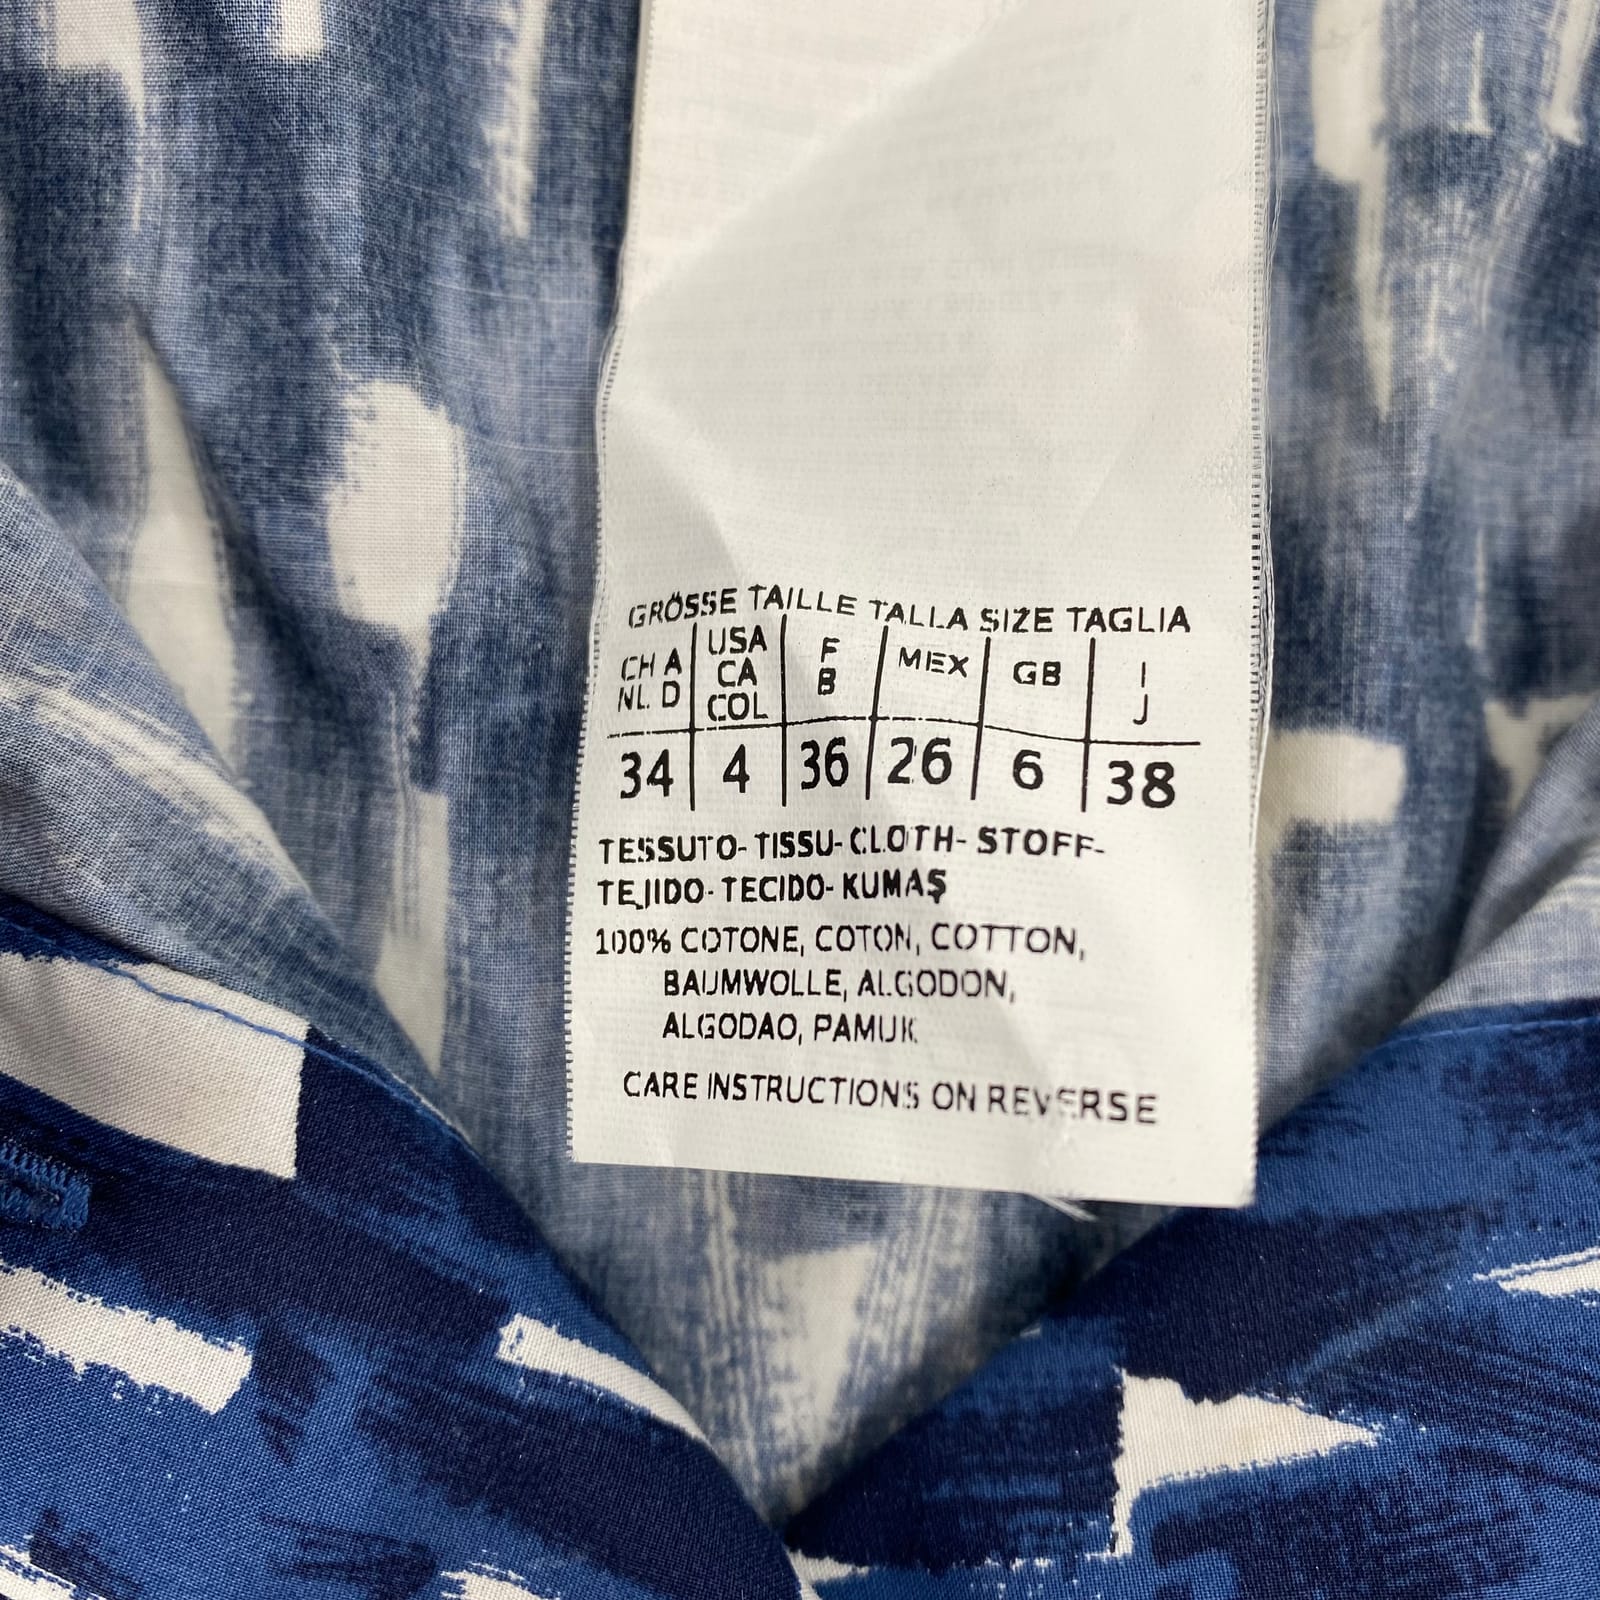 GRÖSSE TAILLE TALLA SIZE TAGLIA
CH A NL D USA CA COL F B MEX GB I J
34 4 36 26 6 38
TESSUTO-TISSU-CLOTH-STOFF-
TEJIDO-TECIDO-KUMAŞ
100% COTONE, COTON, COTTON,
BAUMWOLLE, ALGODON,
ALGODAO, PAMUK
CARE INSTRUCTIONS ON REVERSE